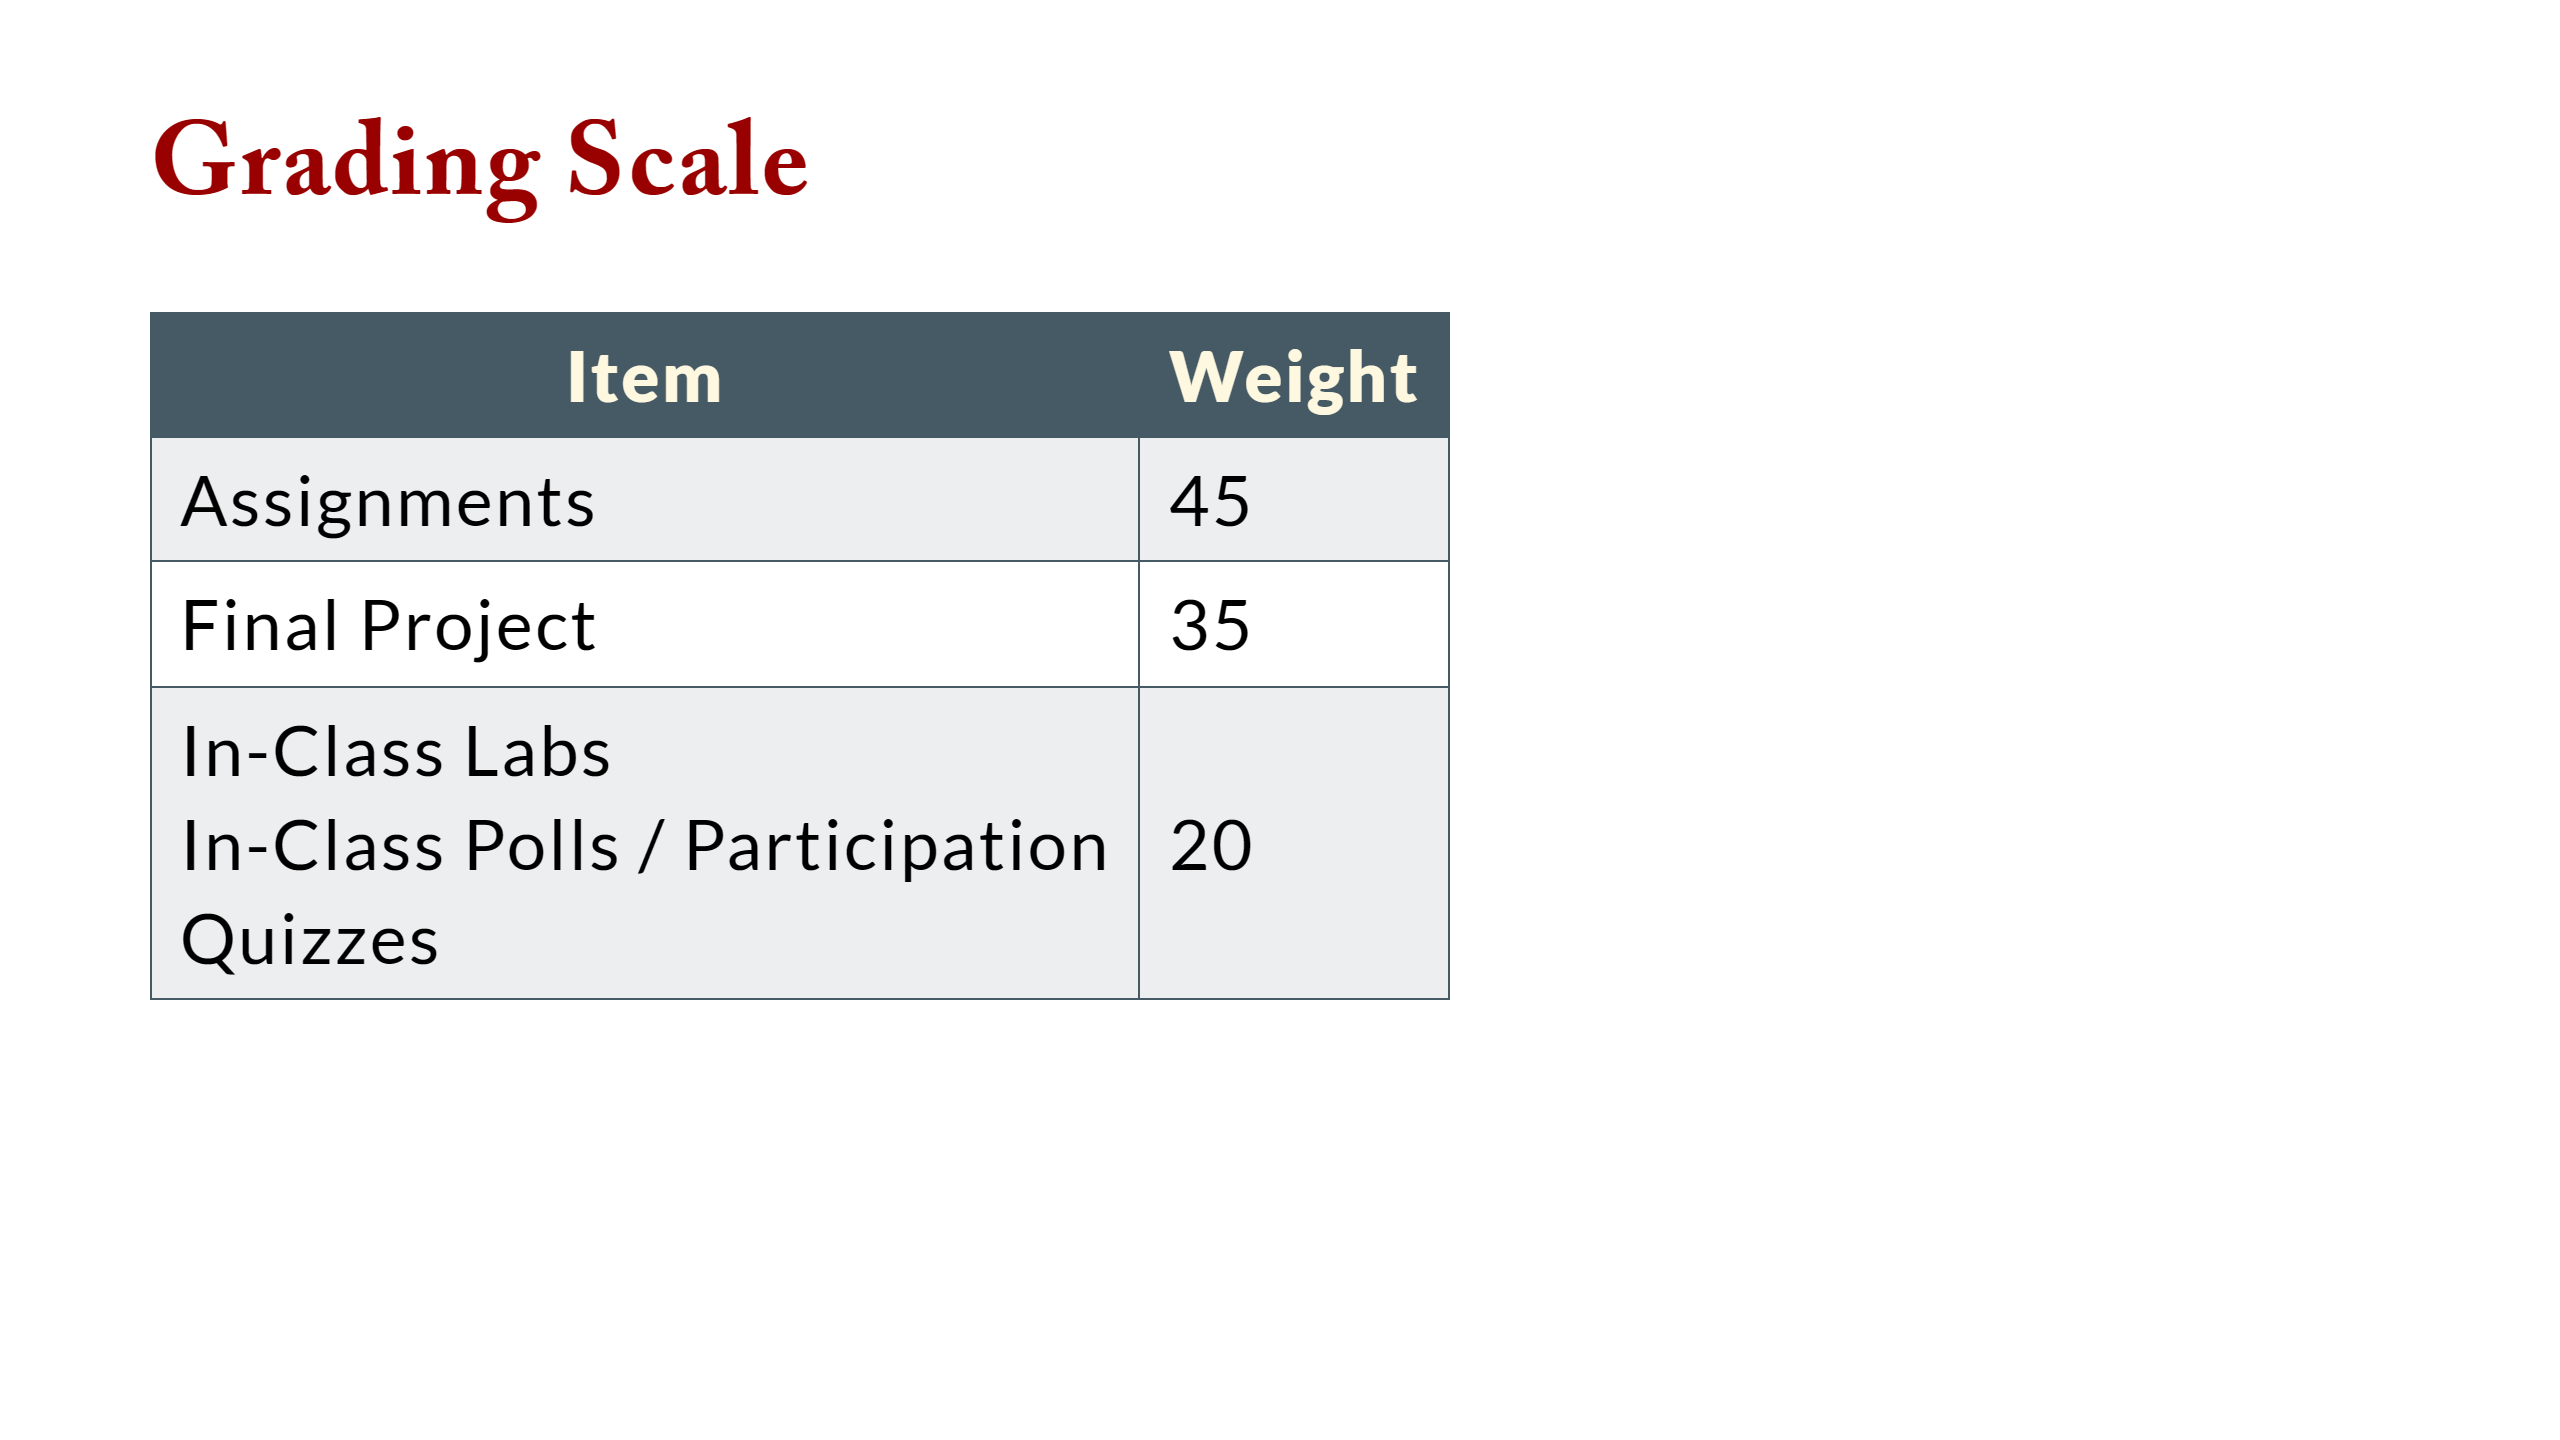 Grading Scale
Item Weight
Assignments 45
Final Project 35
In-Class Labs
In-Class Polls / Participation 20
Quizzes